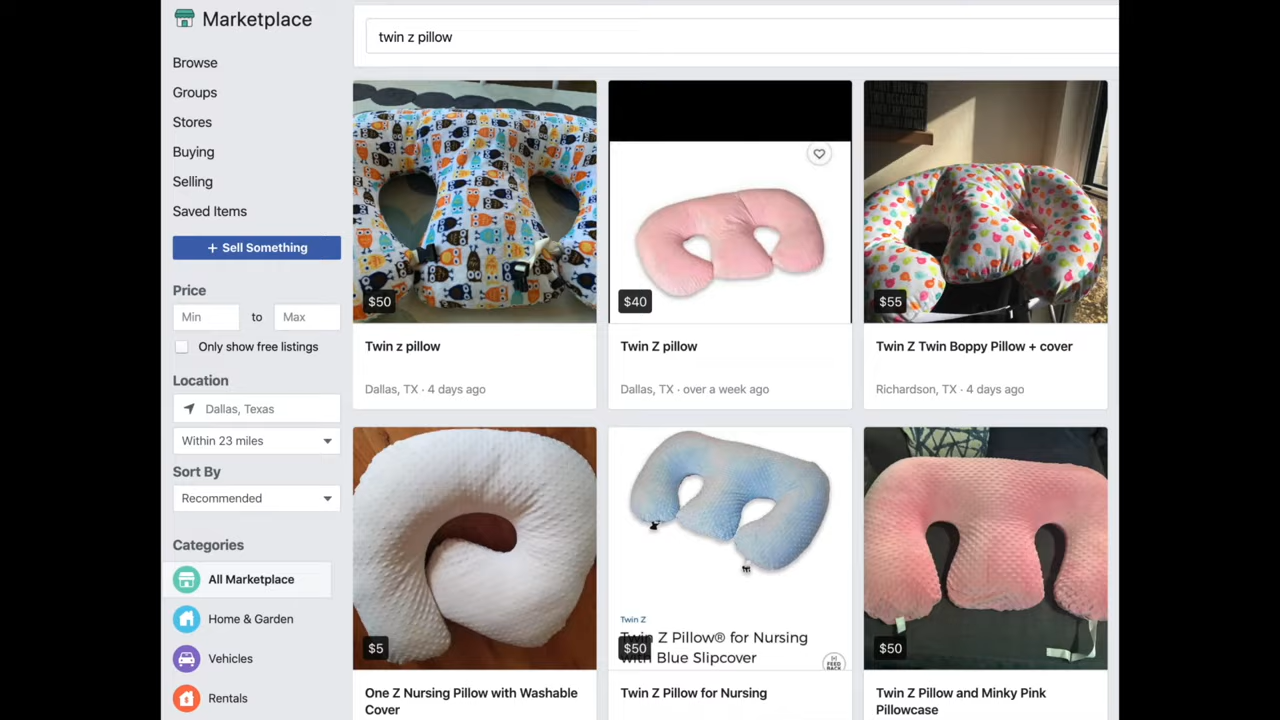 Marketplace
twin z pillow
Browse
Groups
Stores
Buying
Selling
Saved Items
+ Sell Something
Price
Min to Max
Only show free listings
Location
Dallas, Texas
Within 23 miles
Sort By
Recommended
Categories
All Marketplace
Home & Garden
Vehicles
Rentals
$50
Twin z pillow
Dallas, TX · 4 days ago
$40
Twin Z pillow
Dallas, TX · over a week ago
$55
Twin Z Twin Boppy Pillow + cover
Richardson, TX · 4 days ago
$5
One Z Nursing Pillow with Washable
Cover
Twin Z
Twin Z Pillow® for Nursing
with Blue Slipcover
$50
FEED
BACK
Twin Z Pillow for Nursing
$50
Twin Z Pillow and Minky Pink
Pillowcase